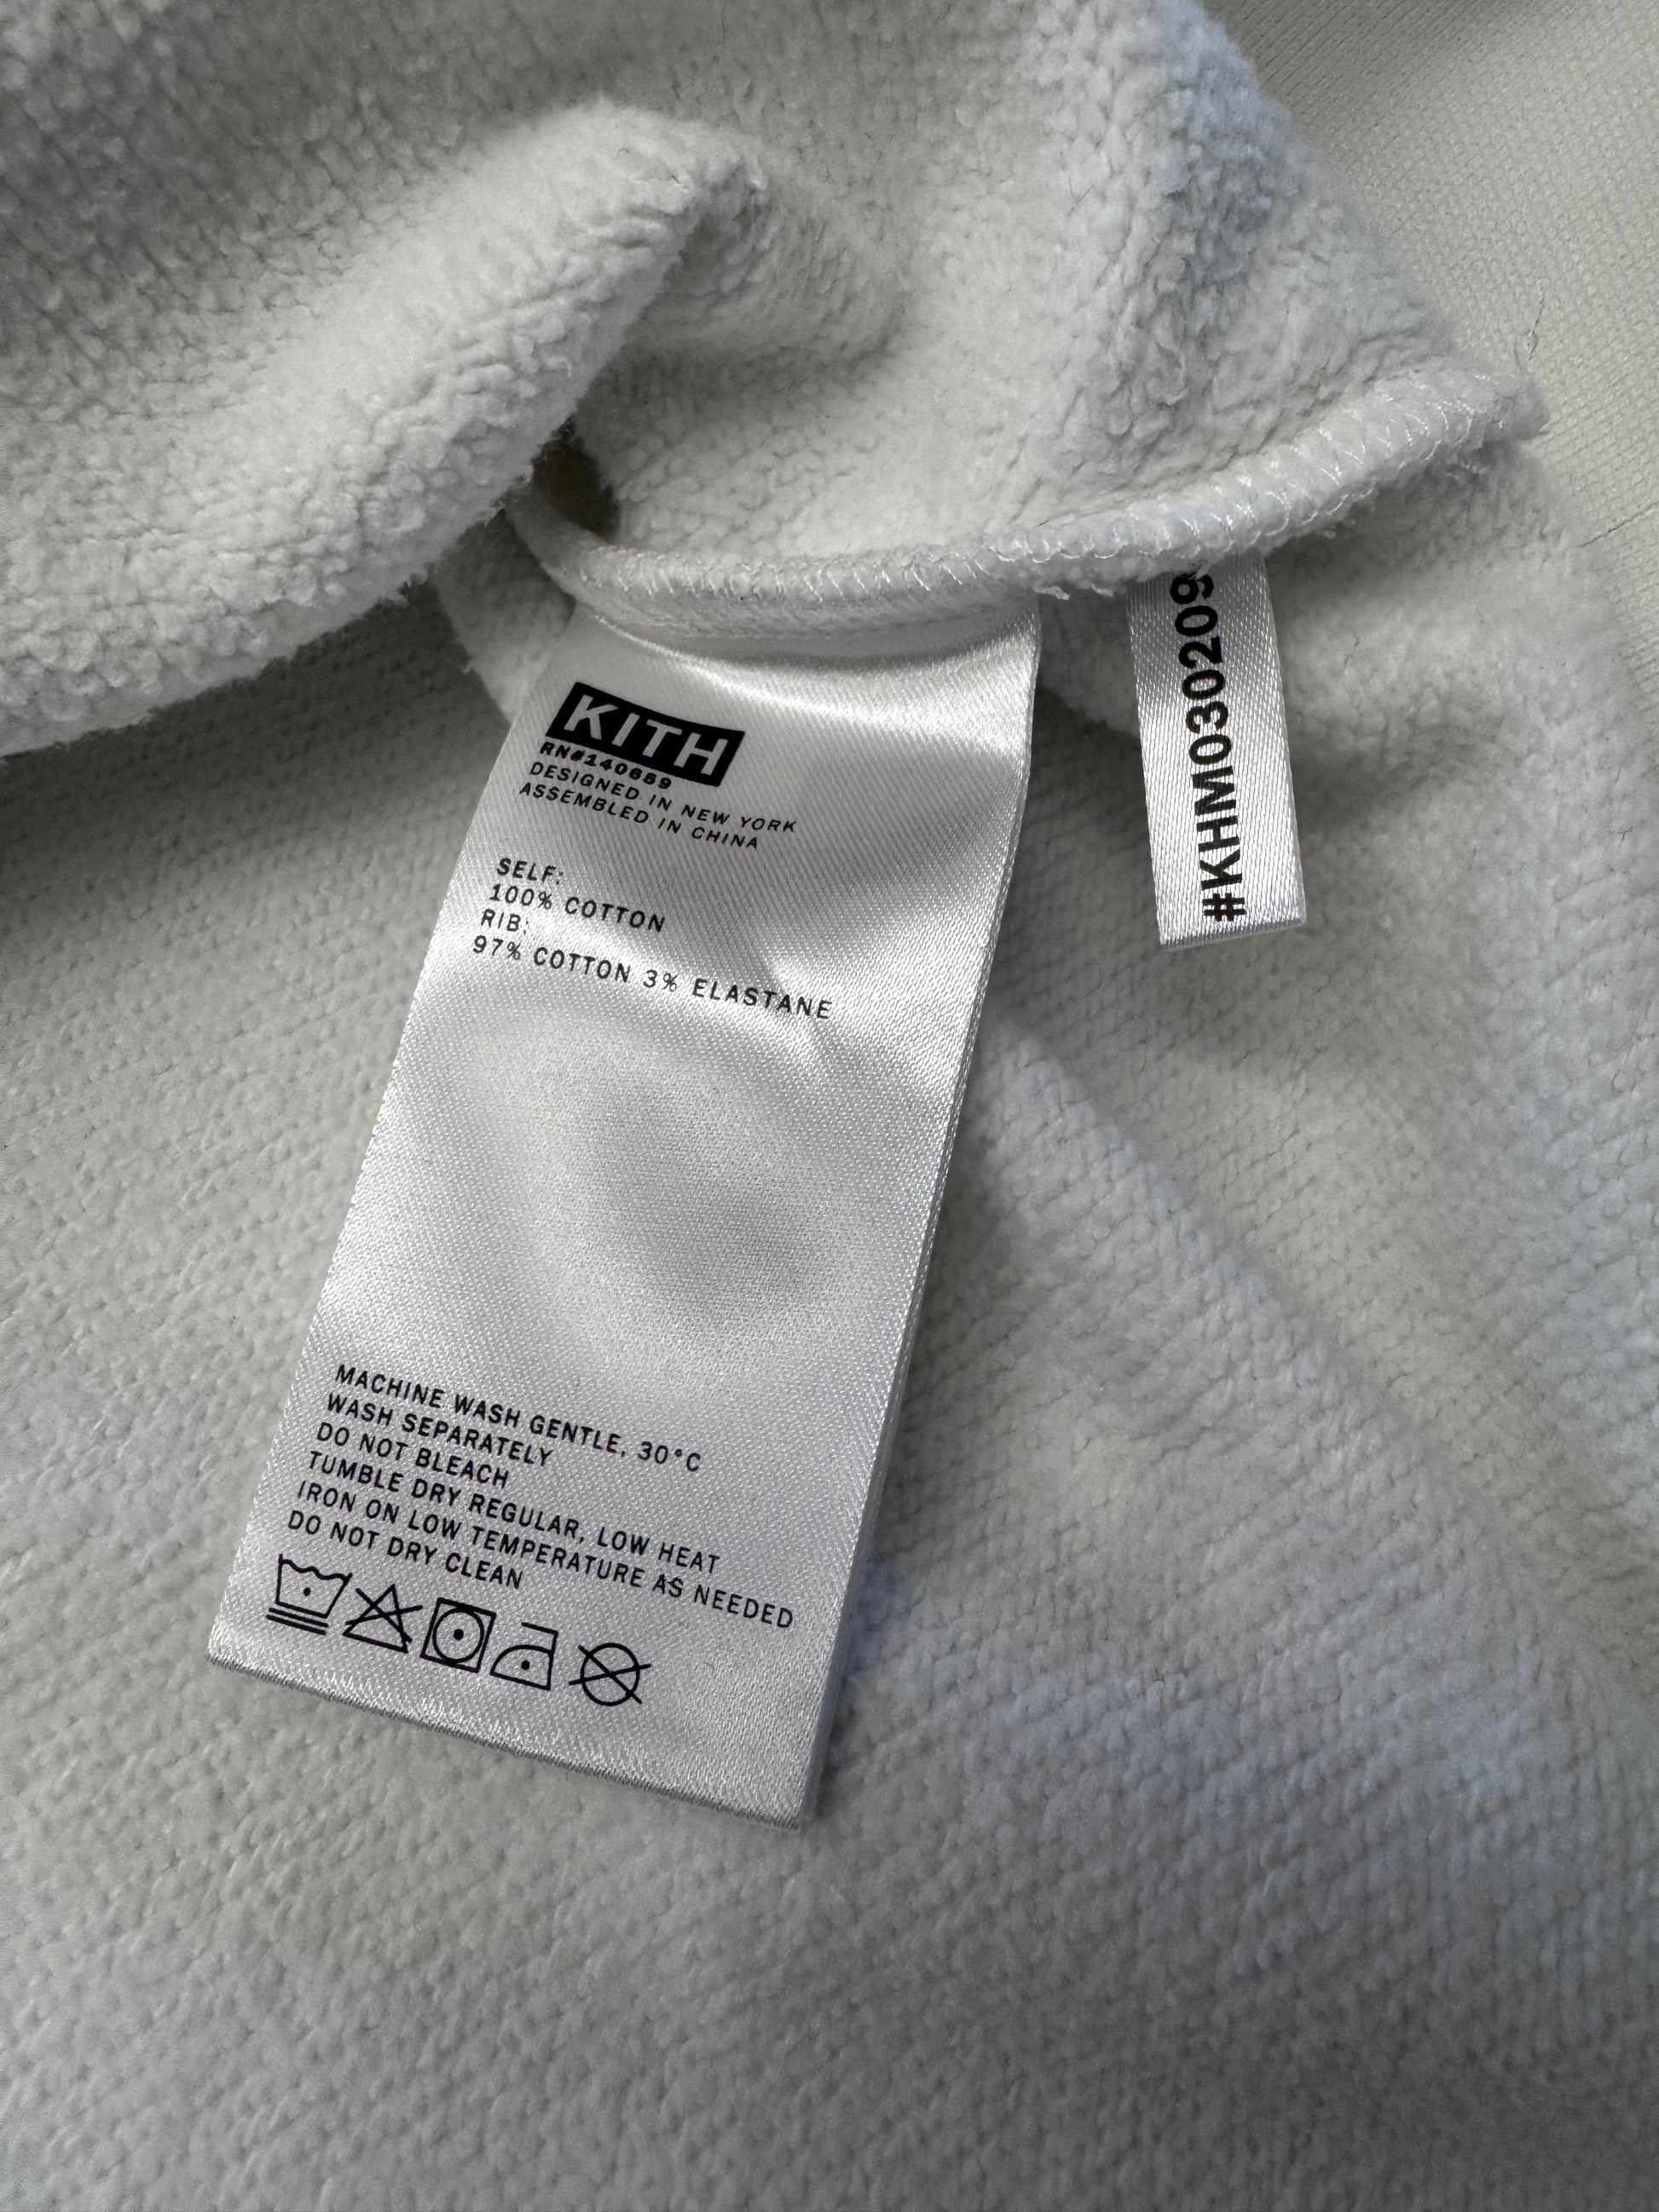 KITH
RN#140659
DESIGNED IN NEW YORK
ASSEMBLED IN CHINA
SELF:
100% COTTON
RIB:
97% COTTON 3% ELASTANE
MACHINE WASH GENTLE, 30°C
WASH SEPARATELY
DO NOT BLEACH
TUMBLE DRY REGULAR, LOW HEAT
IRON ON LOW TEMPERATURE AS NEEDED
DO NOT DRY CLEAN
#KHM030209